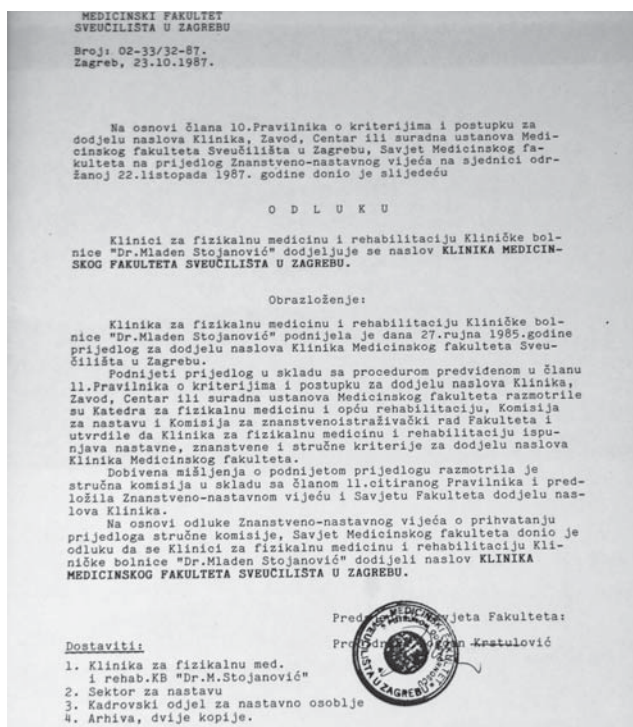 MEDICINSKI FAKULTET
SVEUČILIŠTA U ZAGREBU
Broj: 02-33/32-87.
Zagreb, 23.10.1987.
Na osnovi člana 10.Pravilnika o kriterijima i postupku za
dodjelu naslova Klinika, Zavod, Centar ili suradna ustanova Medi-
cinskog fakulteta Sveučilišta u Zagrebu, Savjet Medicinskog fa-
kulteta na prijedlog Znanstveno-nastavnog vijeća na sjednici odr-
žanoj 22.listopada 1987. godine donio je slijedeću
O D L U K U
Klinici za fizikalnu medicinu i rehabilitaciju Kliničke bol-
nice "Dr.Mladen Stojanović" dodjeljuje se naslov KLINIKA MEDICIN-
SKOG FAKULTETA SVEUČILIŠTA U ZAGREBU.
Obrazloženje:
Klinika za fizikalnu medicinu i rehabilitaciju Kliničke bol-
nice "Dr.Mladen Stojanović" podnijela je dana 27.rujna 1985.godine
prijedlog za dodjelu naslova Klinika Medicinskog fakulteta Sveu-
čilišta u Zagrebu.
Podnijeti prijedlog u skladu sa procedurom predviđenom u članu
11.Pravilnika o kriterijima i postupku za dodjelu naslova Klinika,
Zavod, Centar ili suradna ustanova Medicinskog fakulteta razmotrile
su Katedra za fizikalnu medicinu i opću rehabilitaciju, Komisija
za nastavu i Komisija za znanstvenoistraživački rad Fakulteta i
utvrdile da Klinika za fizikalnu medicinu i rehabilitaciju ispu-
njava nastavne, znanstvene i stručne kriterije za dodjelu naslova
Klinika Medicinskog fakulteta.
Dobivena mišljenja o podnijetom prijedlogu razmotrila je
stručna komisija u skladu sa članom 11.citiranog Pravilnika i pred-
ložila Znanstveno-nastavnom vijeću i Savjetu Fakulteta dodjelu nas-
lova Klinika.
Na osnovi odluke Znanstveno-nastavnog vijeća o prihvatanju
prijedloga stručne komisije, Savjet Medicinskog fakulteta donio je
odluku da se Klinici za fizikalnu medicinu i rehabilitaciju Kli-
ničke bolnice "Dr.Mladen Stojanović" dodijeli naslov KLINIKA
MEDICINSKOG FAKULTETA SVEUČILIŠTA U ZAGREBU.
Fakulteta:
Krstulović
MEDICINSKI FAKULTET
SVEUČILIŠTA U ZAGREBU
Dostaviti:
1. Klinika za fizikalnu med.
i rehab.KB "Dr.M.Stojanović"
2. Sektor za nastavu
3. Kadrovski odjel za nastavno osoblje
4. Arhiva, dvije kopije.